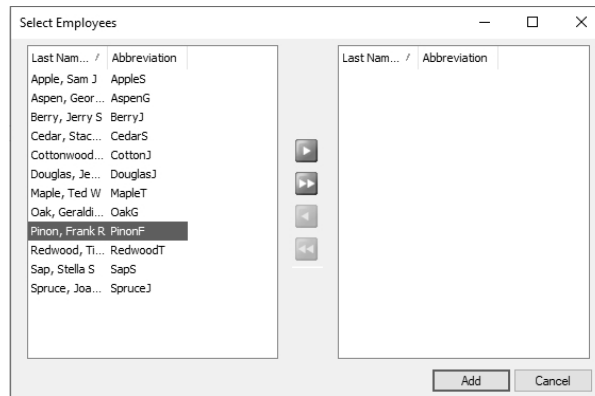 Select Employees
Last Nam... / Abbreviation
Apple, Sam J AppleS
Aspen, Geor... AspenG
Berry, Jerry S BerryJ
Cedar, Stac... CedarS
Cottonwood... CottonJ
Douglas, Je... DouglasJ
Maple, Ted W MapleT
Oak, Geraldi... OakG
Pinon, Frank R PinonF
Redwood, Ti... RedwoodT
Sap, Stella S SapS
Spruce, Joa... SpruceJ
Last Nam... / Abbreviation
Add Cancel